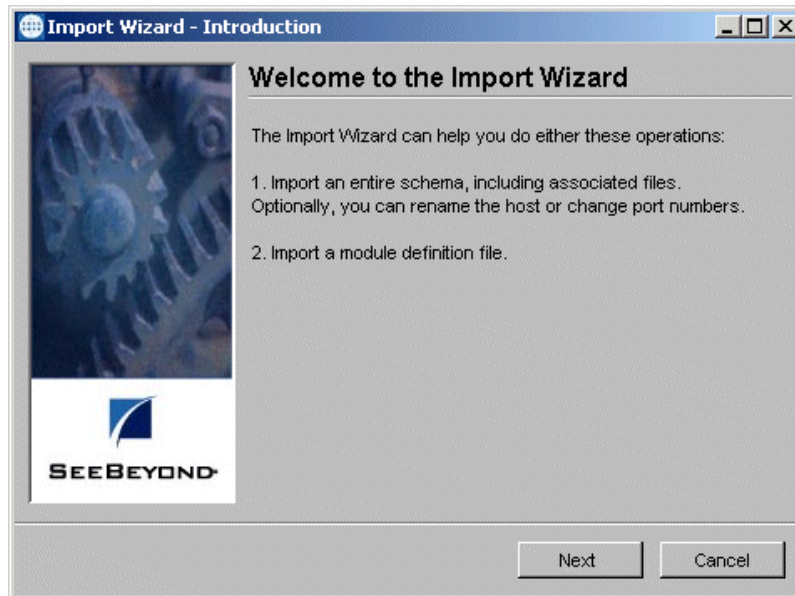 Import Wizard - Introduction
Welcome to the Import Wizard
The Import Wizard can help you do either these operations:
1. Import an entire schema, including associated files.
Optionally, you can rename the host or change port numbers.
2. Import a module definition file.
SEEBEYOND
Next
Cancel